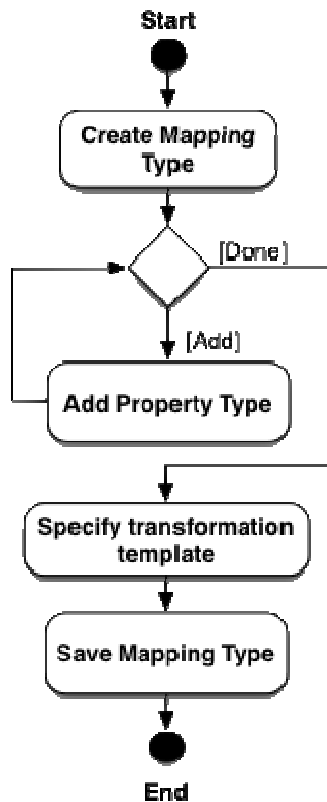 Start
Create Mapping
Type
[Done]
[Add]
Add Property Type
Specify transformation
template
Save Mapping Type
End